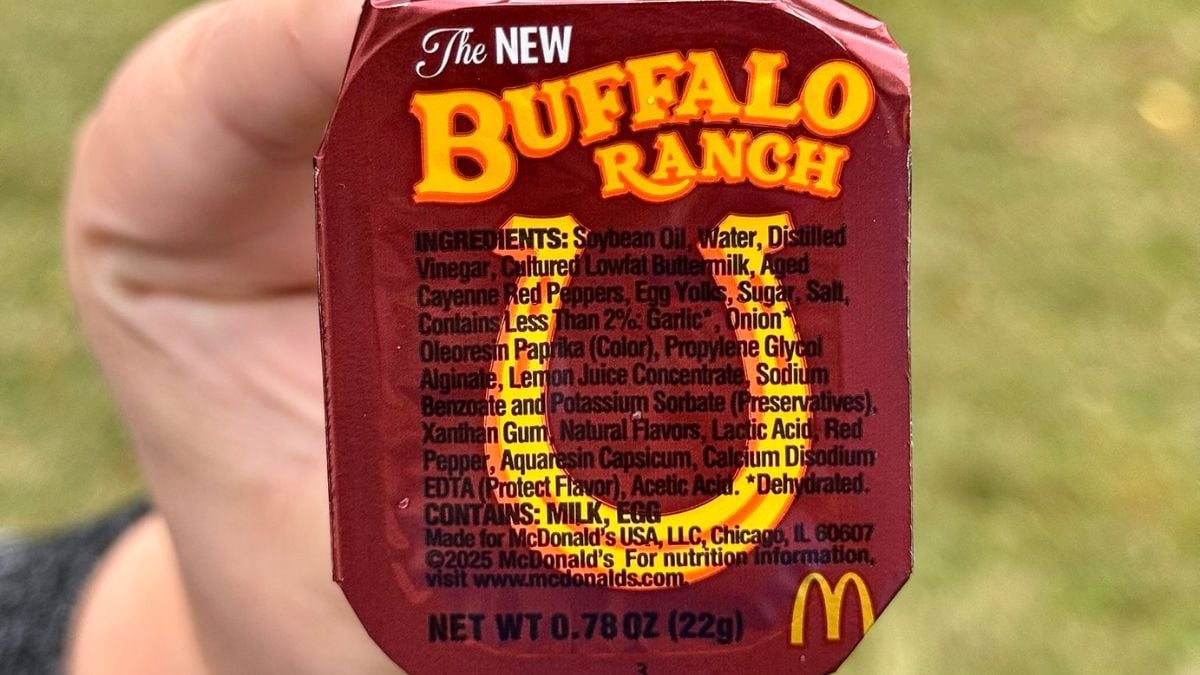 The NEW
BUFFALO
RANCH
INGREDIENTS: Soybean Oil, Water, Distilled
Vinegar, Cultured Lowfat Buttermilk, Aged
Cayenne Red Peppers, Egg Yolks, Sugar, Salt,
Contains Less Than 2%: Garlic*, Onion*
Oleoresin Paprika (Color), Propylene Glycol
Alginate, Lemon Juice Concentrate, Sodium
Benzoate and Potassium Sorbate (Preservatives),
Xanthan Gum, Natural Flavors, Lactic Acid, Red
Pepper, Aquaresin Capsicum, Calcium Disodium
EDTA (Protect Flavor), Acetic Acid. *Dehydrated.
CONTAINS: MILK, EGG
Made for McDonald's USA, LLC, Chicago, IL 60607
©2025 McDonald's For nutrition information,
visit www.mcdonalds.com.
NET WT 0.78 OZ (22g)
M
3